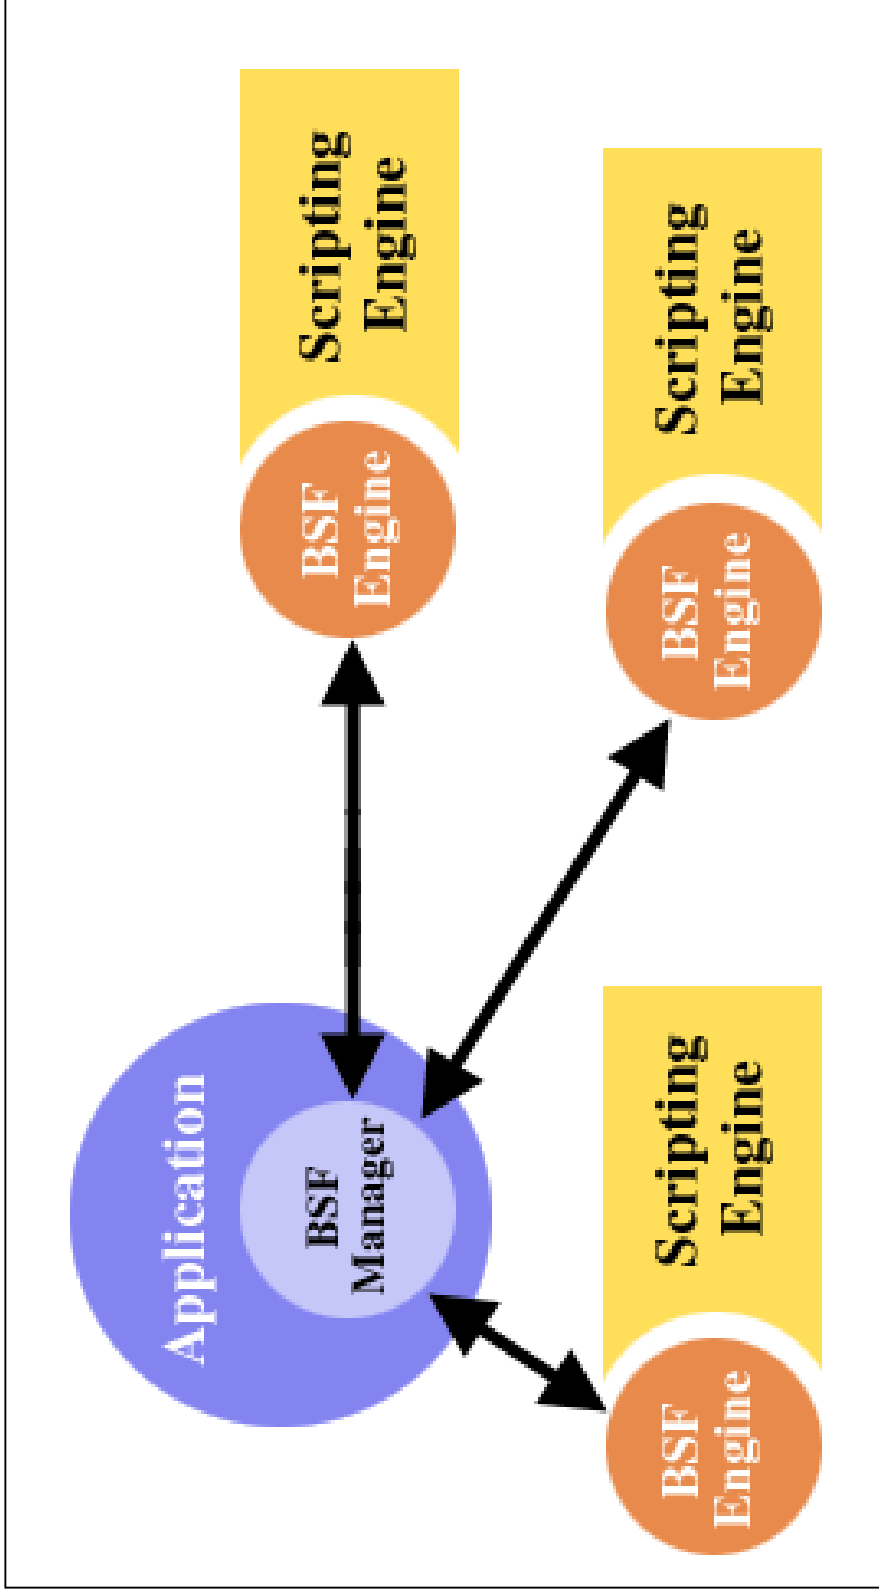 Application
BSF
Manager
BSF
Engine
Scripting
Engine
BSF
Engine
Scripting
Engine
BSF
Engine
Scripting
Engine